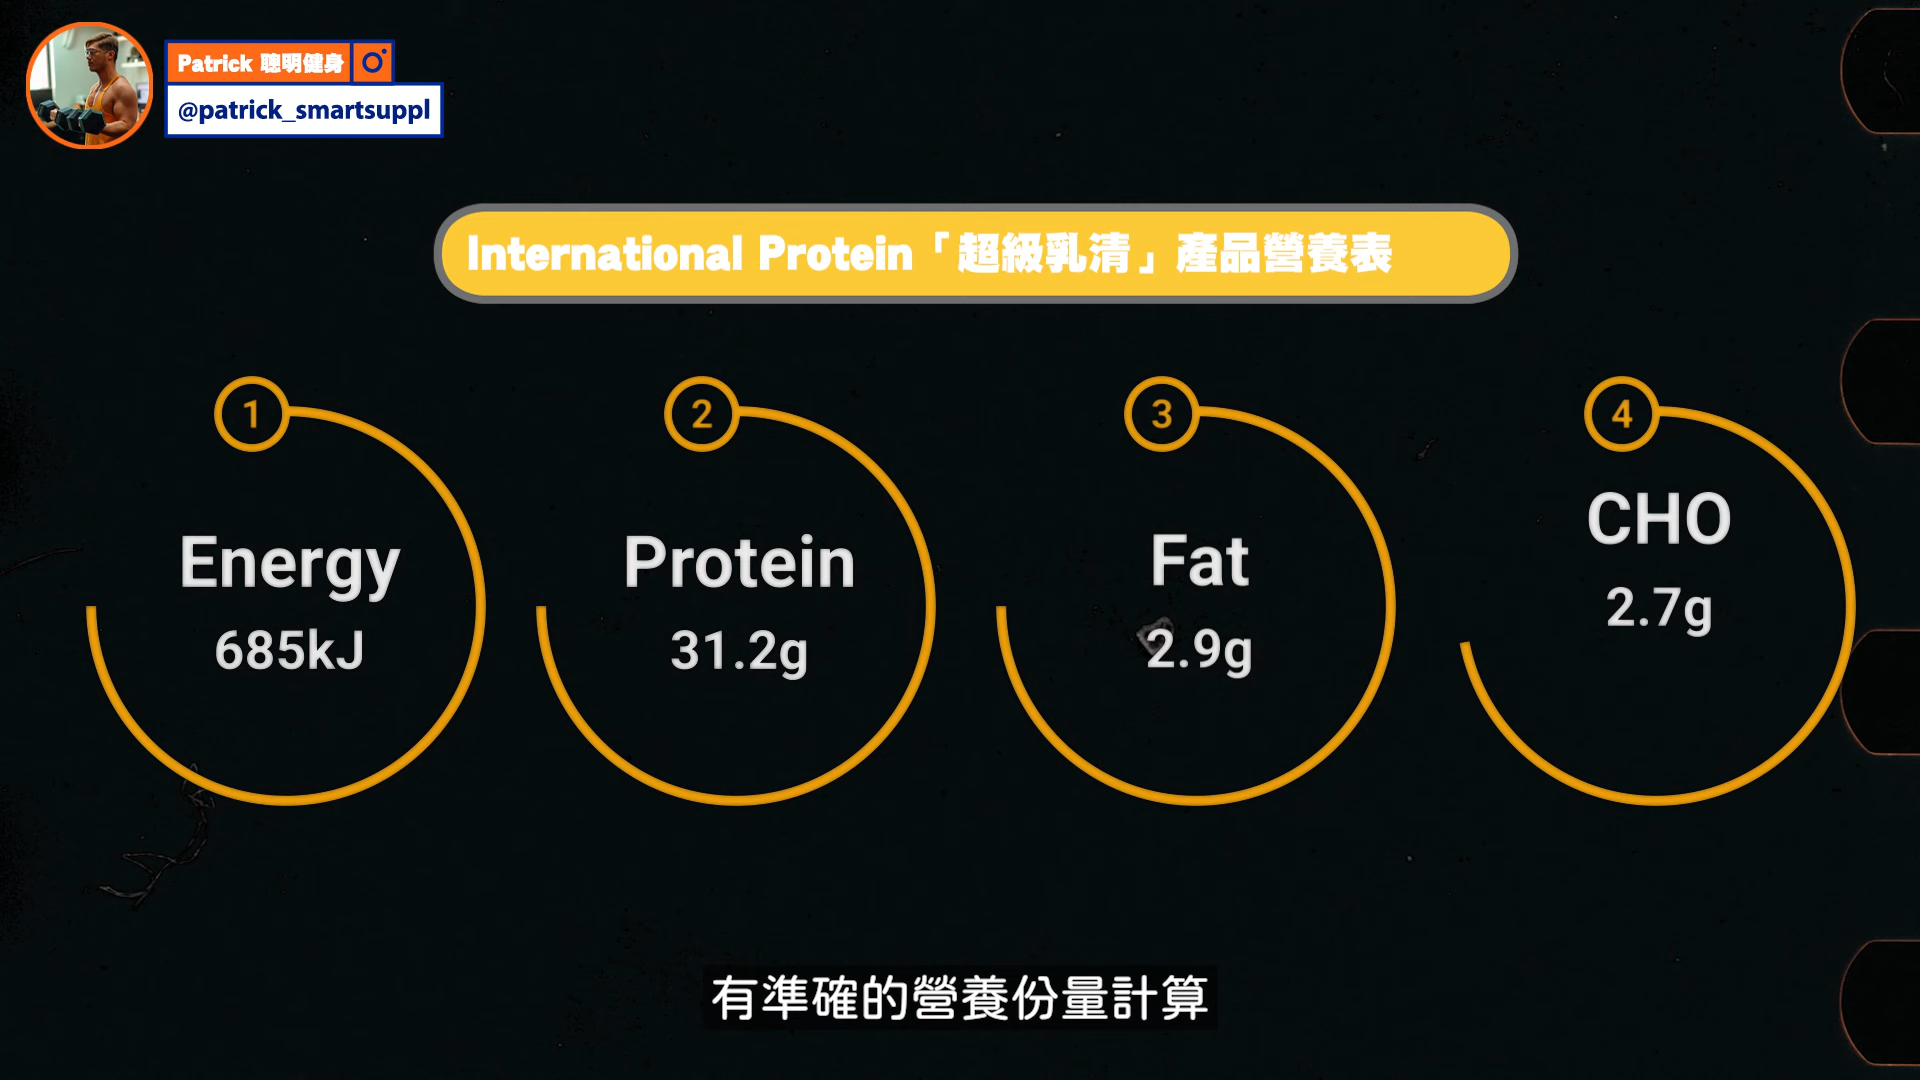 Patrick 聰明健身
@patrick_smartsuppl
International Protein「超級乳清」產品營養表
1
Energy
685kJ
2
Protein
31.2g
3
Fat
2.9g
4
CHO
2.7g
有準確的營養份量計算